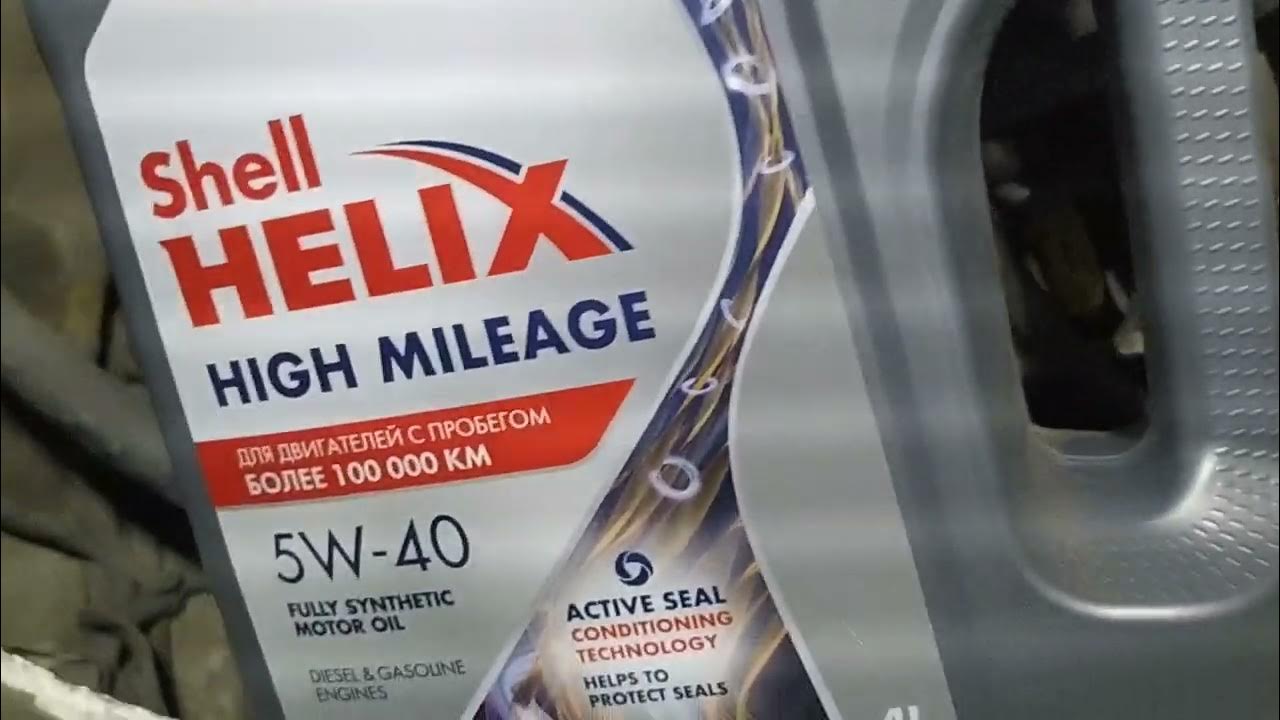 Shell
HELIX
HIGH MILEAGE
ДЛЯ ДВИГАТЕЛЕЙ С ПРОБЕГОМ
БОЛЕЕ 100 000 КМ
5W-40
FULLY SYNTHETIC
MOTOR OIL
DIESEL & GASOLINE
ENGINES
ACTIVE SEAL
CONDITIONING
TECHNOLOGY
HELPS TO
PROTECT SEALS